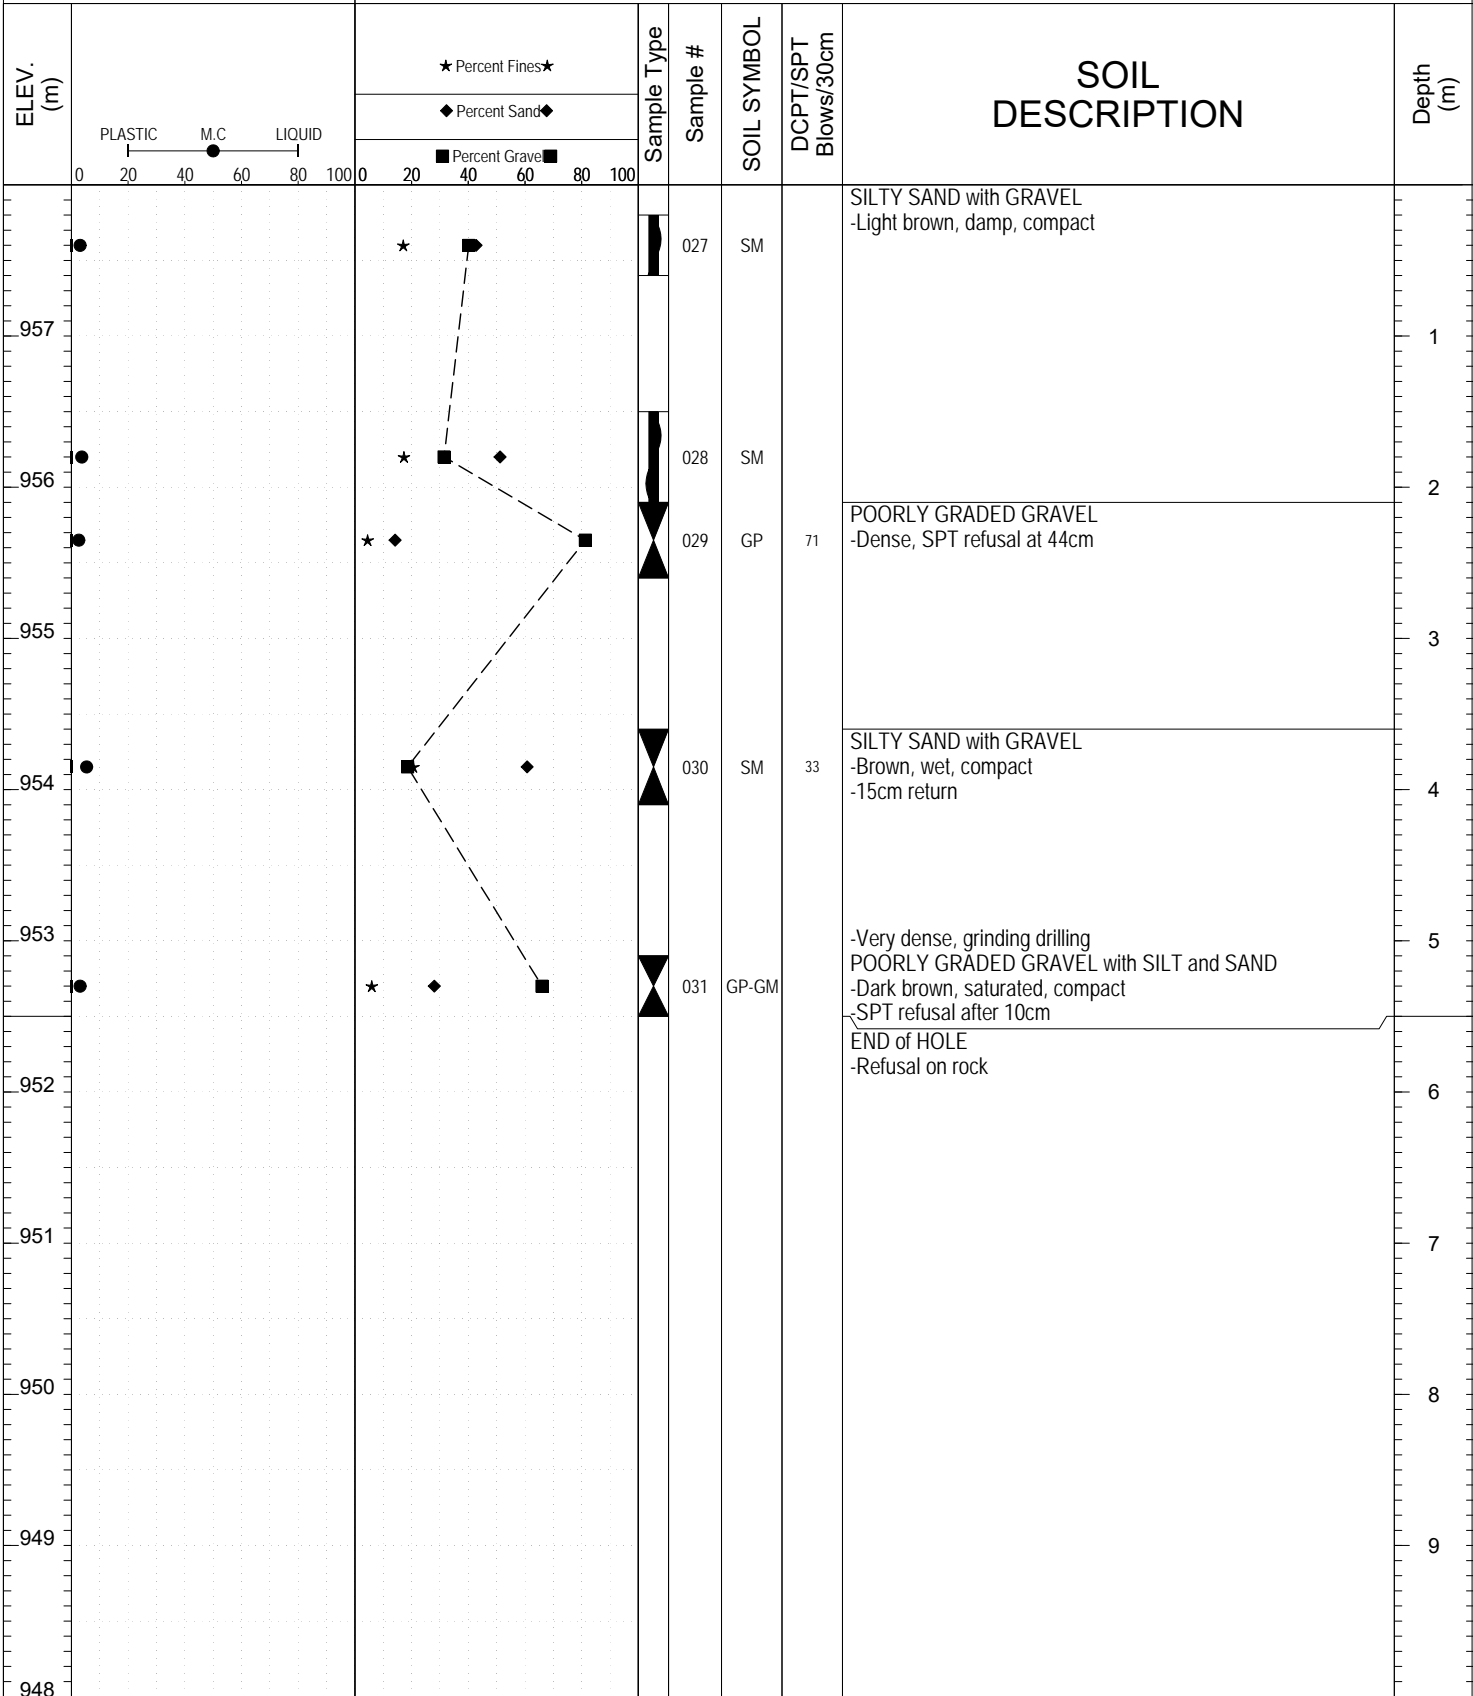 ELEV.
(m)
PLASTIC M.C LIQUID
0 20 40 60 80 100
★ Percent Fines ★
◆ Percent Sand ◆
■ Percent Gravel ■
0 20 40 60 80 100
Sample Type
Sample #
SOIL SYMBOL
DCPT/SPT
Blows/30cm
SOIL
DESCRIPTION
Depth
(m)
SILTY SAND with GRAVEL
-Light brown, damp, compact
027 SM
957 1
028 SM
956 2
POORLY GRADED GRAVEL
029 GP 71 -Dense, SPT refusal at 44cm
955 3
SILTY SAND with GRAVEL
030 SM 33 -Brown, wet, compact
954 -15cm return 4
953 -Very dense, grinding drilling 5
POORLY GRADED GRAVEL with SILT and SAND
031 GP-GM -Dark brown, saturated, compact
-SPT refusal after 10cm
END of HOLE
-Refusal on rock
952 6
951 7
950 8
949 9
948